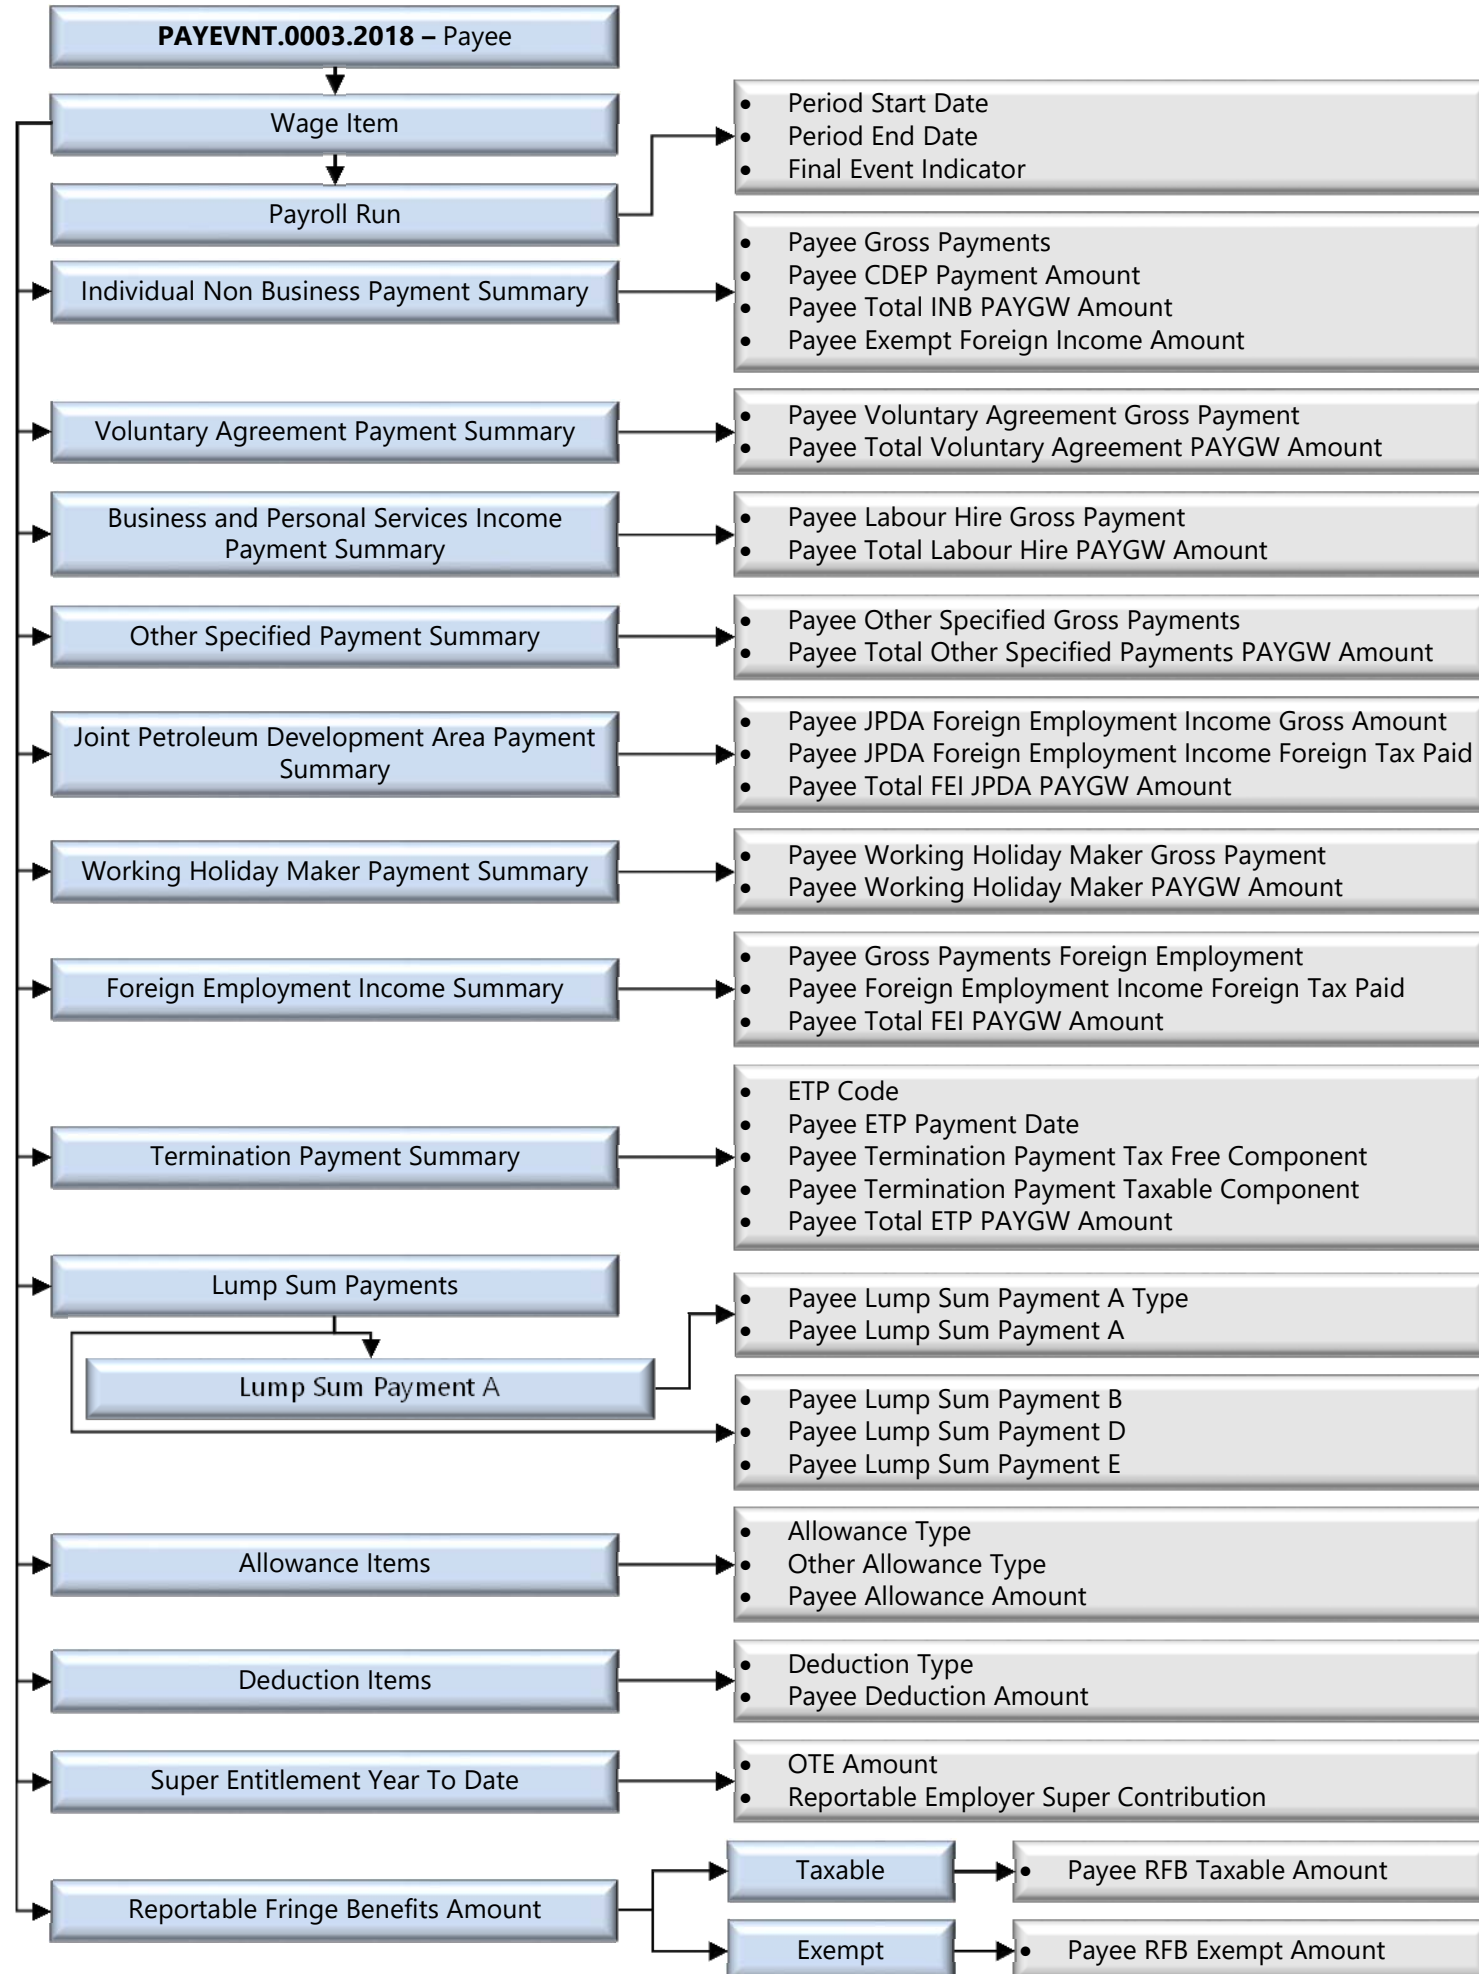 PAYEVNT.0003.2018 – Payee
Wage Item
Payroll Run
• Period Start Date
• Period End Date
• Final Event Indicator
Individual Non Business Payment Summary
• Payee Gross Payments
• Payee CDEP Payment Amount
• Payee Total INB PAYGW Amount
• Payee Exempt Foreign Income Amount
Voluntary Agreement Payment Summary
• Payee Voluntary Agreement Gross Payment
• Payee Total Voluntary Agreement PAYGW Amount
Business and Personal Services Income
Payment Summary
• Payee Labour Hire Gross Payment
• Payee Total Labour Hire PAYGW Amount
Other Specified Payment Summary
• Payee Other Specified Gross Payments
• Payee Total Other Specified Payments PAYGW Amount
Joint Petroleum Development Area Payment
Summary
• Payee JPDA Foreign Employment Income Gross Amount
• Payee JPDA Foreign Employment Income Foreign Tax Paid
• Payee Total FEI JPDA PAYGW Amount
Working Holiday Maker Payment Summary
• Payee Working Holiday Maker Gross Payment
• Payee Working Holiday Maker PAYGW Amount
Foreign Employment Income Summary
• Payee Gross Payments Foreign Employment
• Payee Foreign Employment Income Foreign Tax Paid
• Payee Total FEI PAYGW Amount
Termination Payment Summary
• ETP Code
• Payee ETP Payment Date
• Payee Termination Payment Tax Free Component
• Payee Termination Payment Taxable Component
• Payee Total ETP PAYGW Amount
Lump Sum Payments
Lump Sum Payment A
• Payee Lump Sum Payment A Type
• Payee Lump Sum Payment A
• Payee Lump Sum Payment B
• Payee Lump Sum Payment D
• Payee Lump Sum Payment E
Allowance Items
• Allowance Type
• Other Allowance Type
• Payee Allowance Amount
Deduction Items
• Deduction Type
• Payee Deduction Amount
Super Entitlement Year To Date
• OTE Amount
• Reportable Employer Super Contribution
Reportable Fringe Benefits Amount
Taxable
• Payee RFB Taxable Amount
Exempt
• Payee RFB Exempt Amount